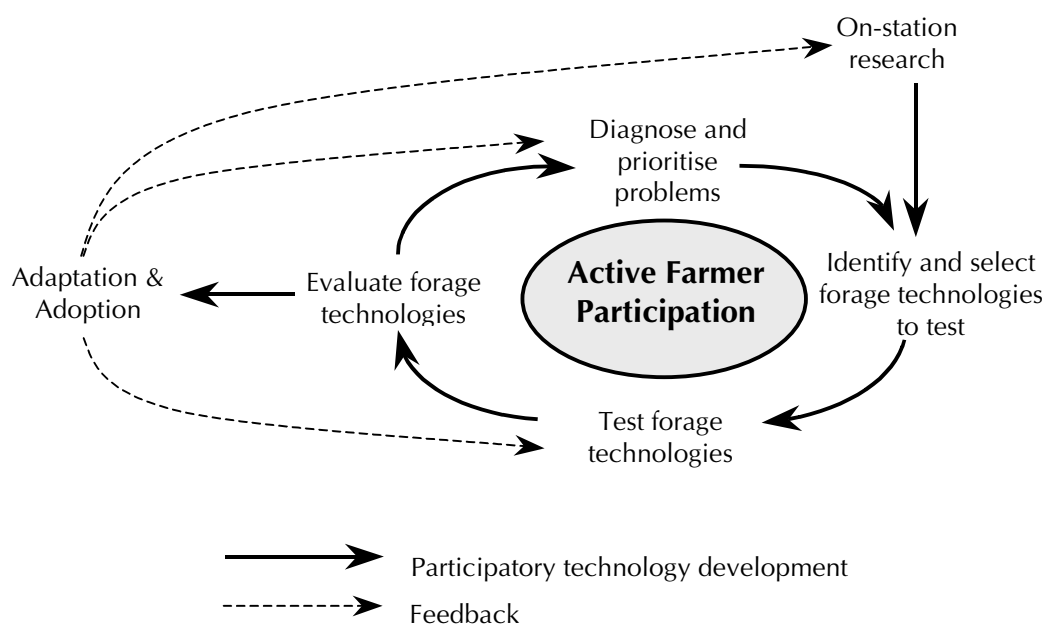 On-station
research
Diagnose and
prioritise
problems
Identify and select
forage technologies
to test
Active Farmer
Participation
Adaptation &
Adoption
Evaluate forage
technologies
Test forage
technologies
Participatory technology development
Feedback